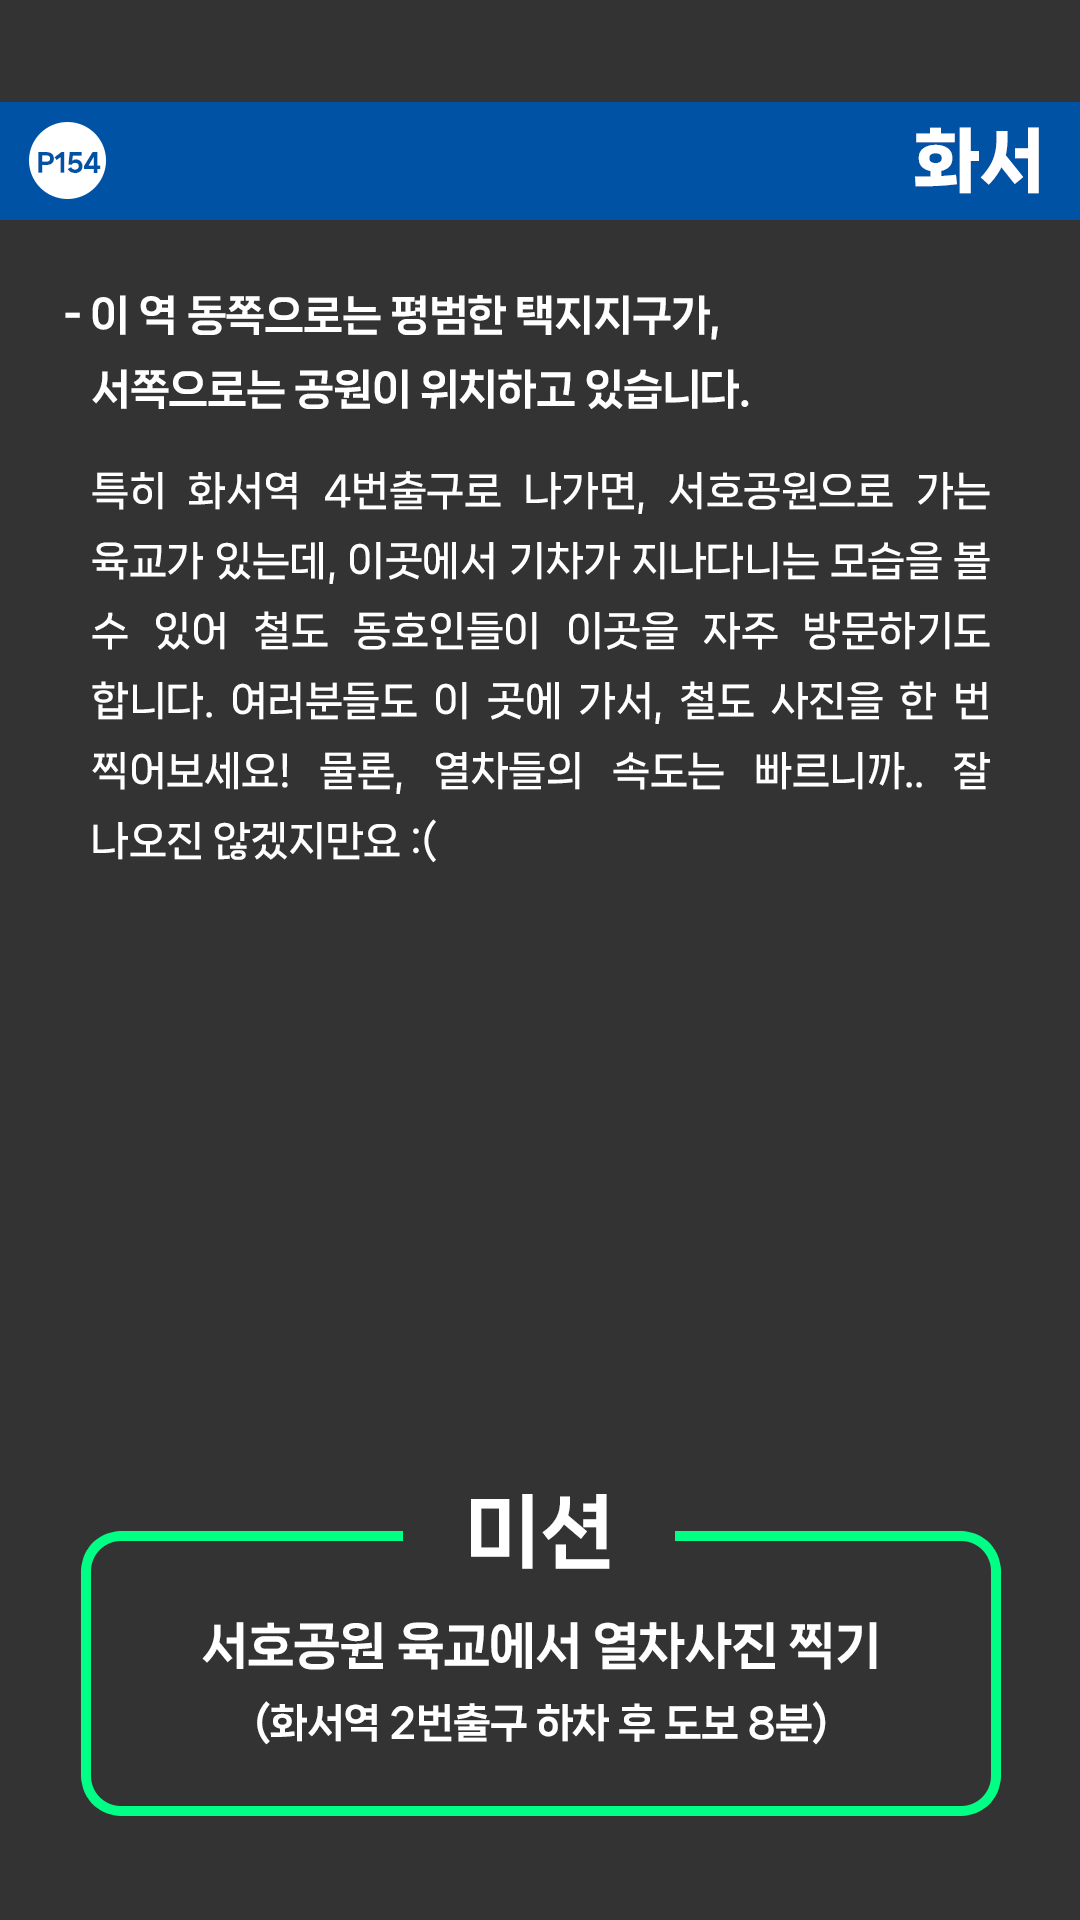 P154
화서
- 이 역 동쪽으로는 평범한 택지지구가,
서쪽으로는 공원이 위치하고 있습니다.
특히 화서역 4번출구로 나가면, 서호공원으로 가는
육교가 있는데, 이곳에서 기차가 지나다니는 모습을 볼
수 있어 철도 동호인들이 이곳을 자주 방문하기도
합니다. 여러분들도 이 곳에 가서, 철도 사진을 한 번
찍어보세요! 물론, 열차들의 속도는 빠르니까.. 잘
나오진 않겠지만요 :(
미션
서호공원 육교에서 열차사진 찍기
(화서역 2번출구 하차 후 도보 8분)